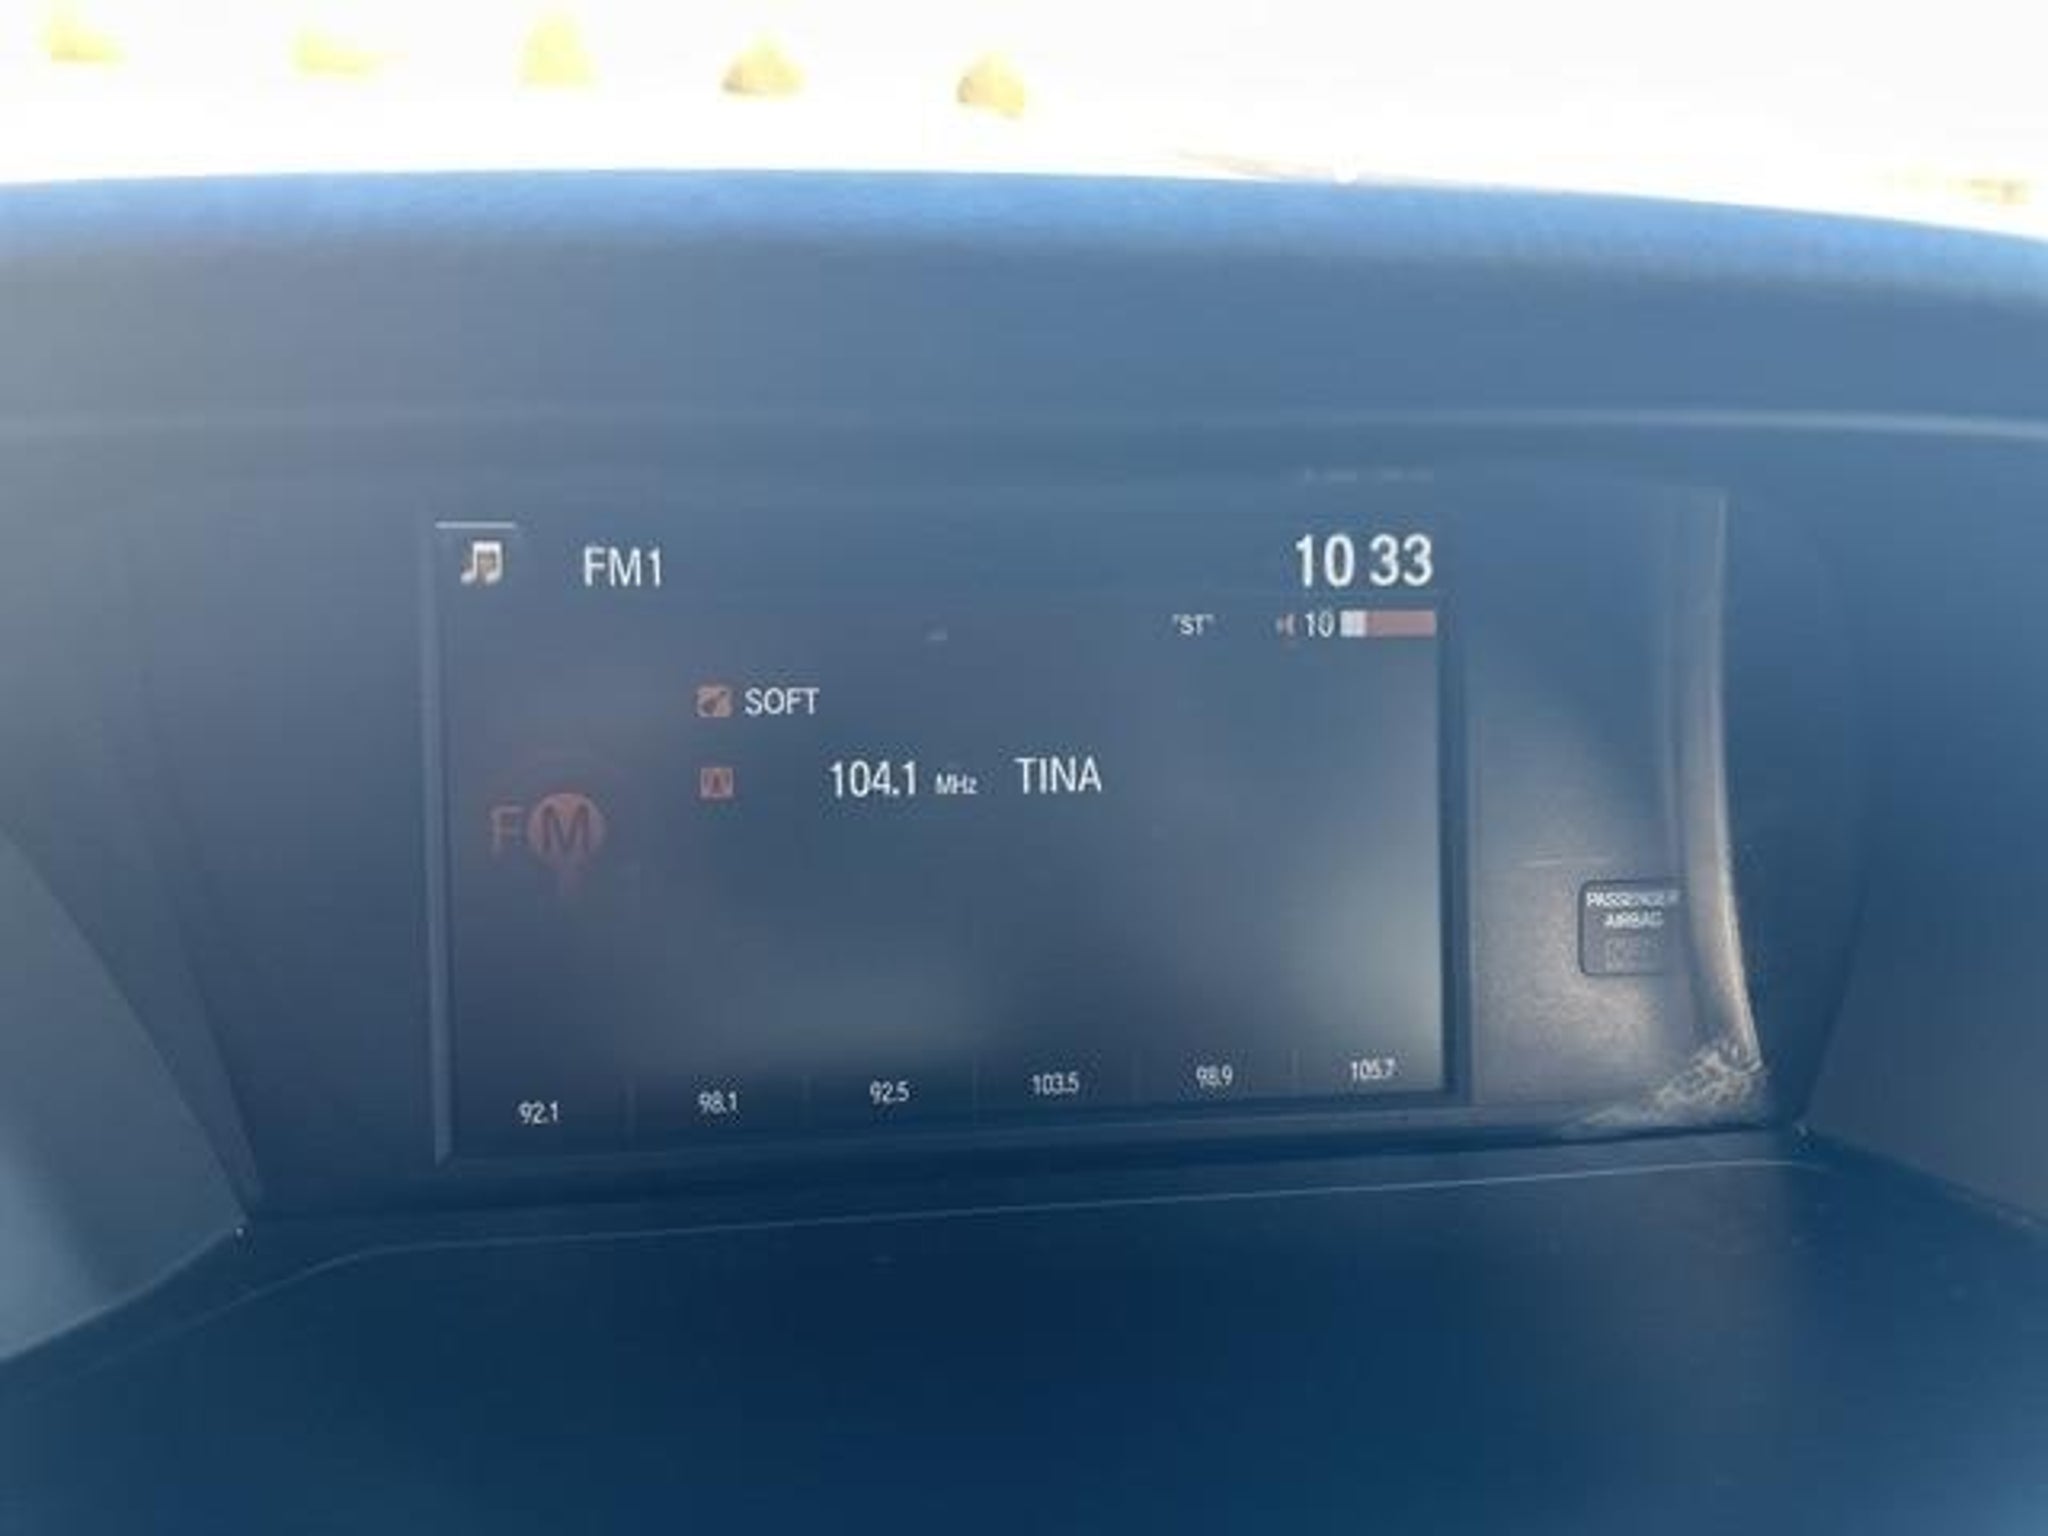 FM1
10 33
"ST" 10
SOFT
FM
104.1 MHz TINA
92.1 98.1 92.5 103.5 98.9 105.7
PASSENGER
AIRBAG